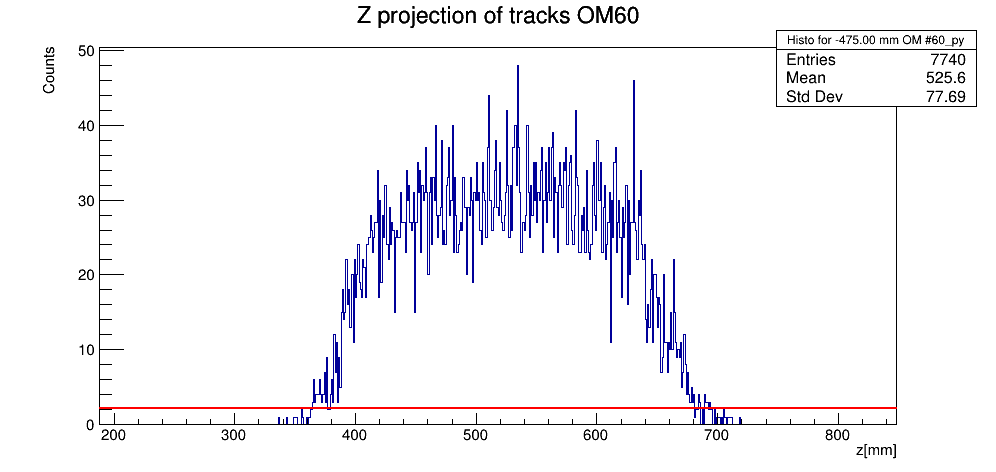 Z projection of tracks OM60
Histo for -475.00 mm OM #60_py
Entries 7740
Mean 525.6
Std Dev 77.69
Counts
50
40
30
20
10
0
200 300 400 500 600 700 800
z[mm]